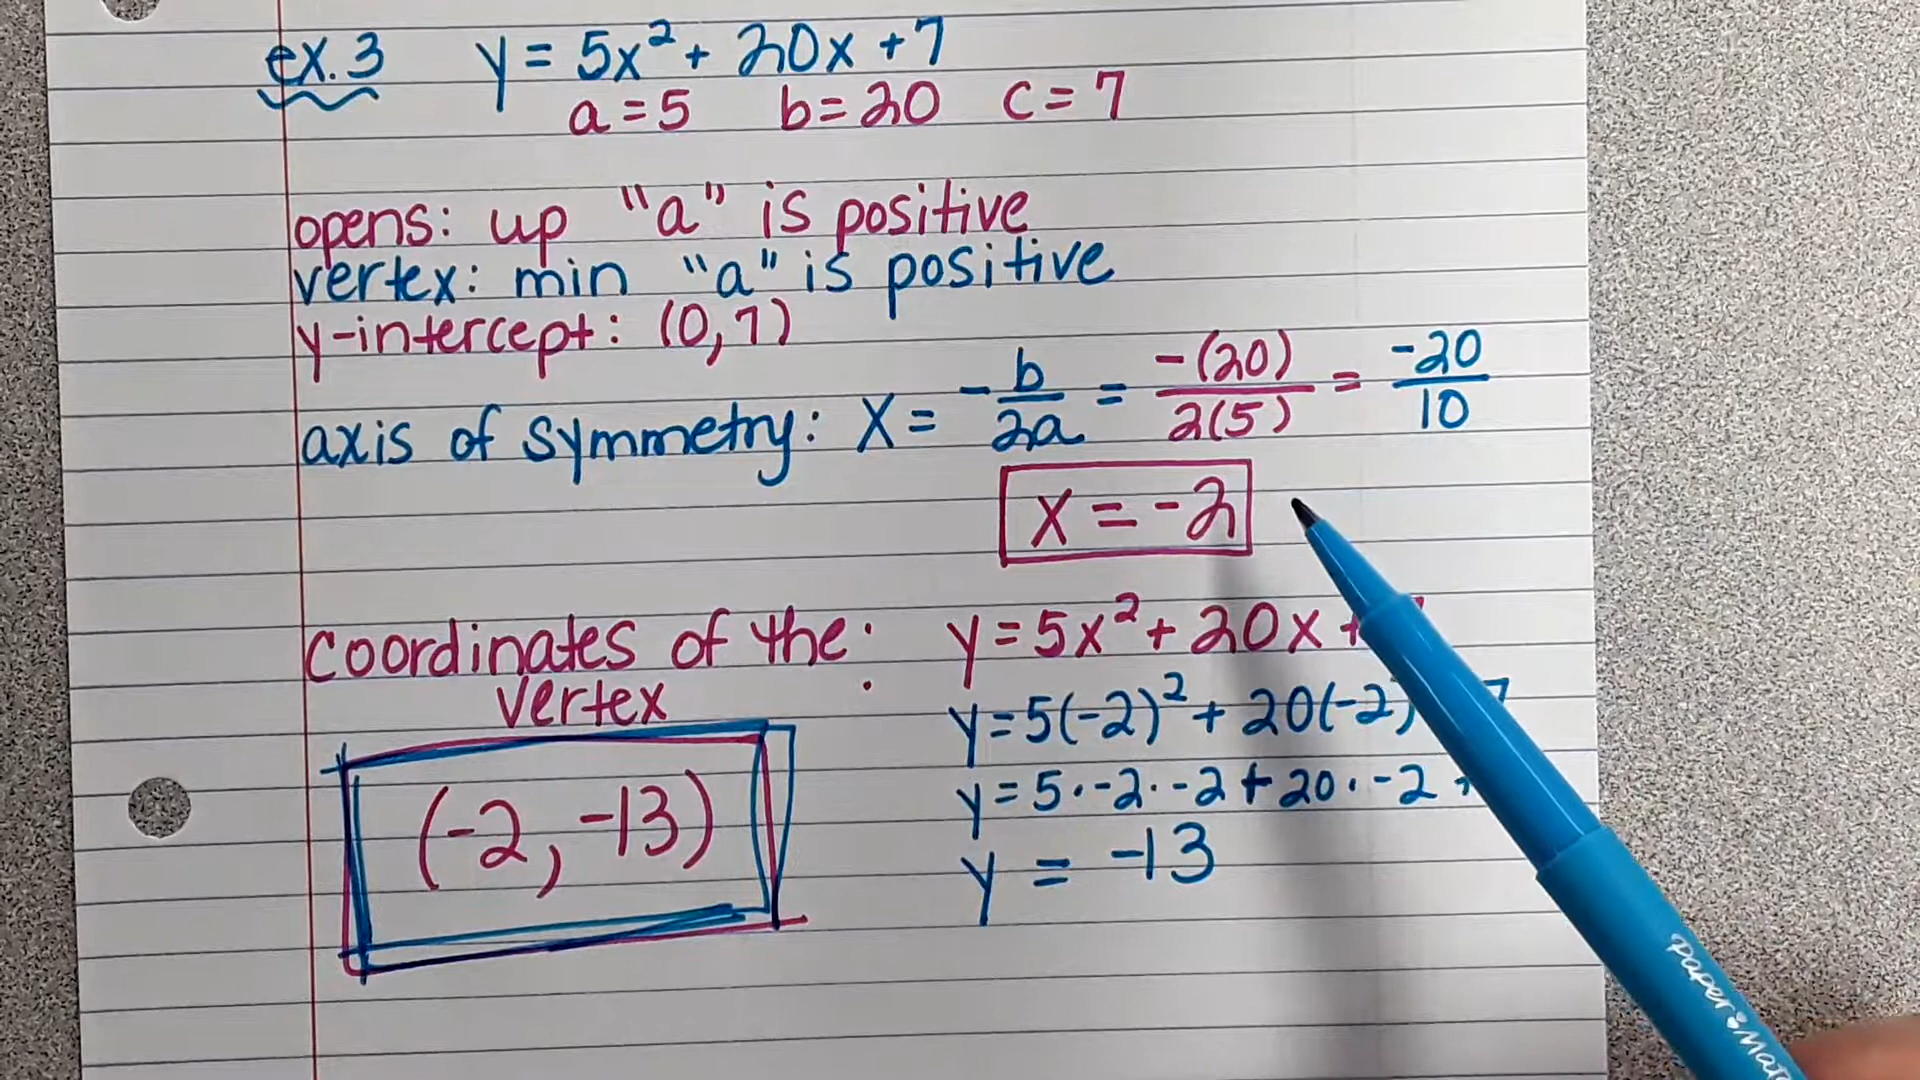 ex.3 y = 5x² + 20x + 7
a = 5 b = 20 c = 7
opens: up "a" is positive
vertex: min "a" is positive
y-intercept: (0,7)
axis of symmetry: x = -b/2a = -(20)/2(5) = -20/10
x = -2
coordinates of the: y = 5x² + 20x +
vertex
y = 5(-2)² + 20(-2) 7
y = 5·-2·-2 + 20·-2 +
(-2, -13)
y = -13
Paper Mate